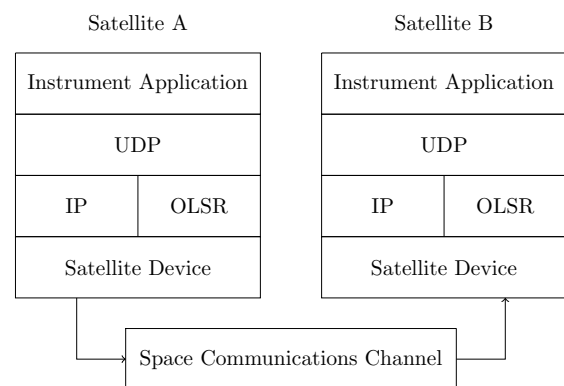 Satellite A
Satellite B
Instrument Application
Instrument Application
UDP
UDP
IP
OLSR
IP
OLSR
Satellite Device
Satellite Device
Space Communications Channel